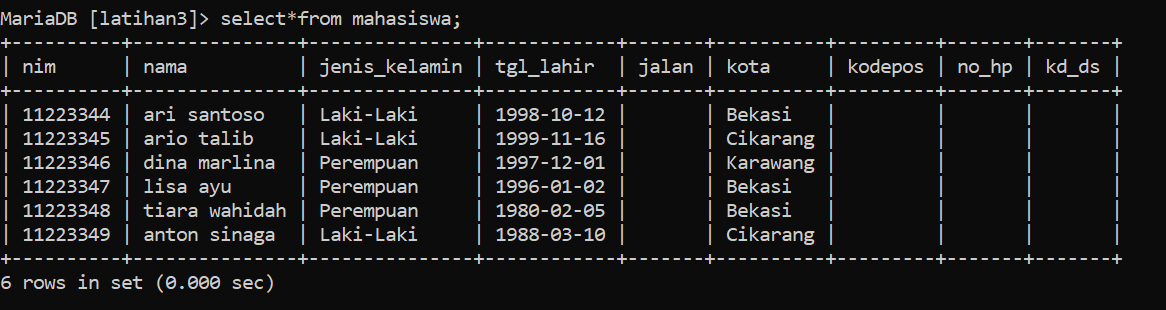 MariaDB [latihan3]> select*from mahasiswa;
+----------+---------------+---------------+------------+-------+----------+---------+-------+-------+
| nim      | nama          | jenis_kelamin | tgl_lahir  | jalan | kota     | kodepos | no_hp | kd_ds |
+----------+---------------+---------------+------------+-------+----------+---------+-------+-------+
| 11223344 | ari santoso   | Laki-Laki     | 1998-10-12 |       | Bekasi   |         |       |       |
| 11223345 | ario talib    | Laki-Laki     | 1999-11-16 |       | Cikarang |         |       |       |
| 11223346 | dina marlina  | Perempuan     | 1997-12-01 |       | Karawang |         |       |       |
| 11223347 | lisa ayu      | Perempuan     | 1996-01-02 |       | Bekasi   |         |       |       |
| 11223348 | tiara wahidah | Perempuan     | 1980-02-05 |       | Bekasi   |         |       |       |
| 11223349 | anton sinaga  | Laki-Laki     | 1988-03-10 |       | Cikarang |         |       |       |
+----------+---------------+---------------+------------+-------+----------+---------+-------+-------+
6 rows in set (0.000 sec)